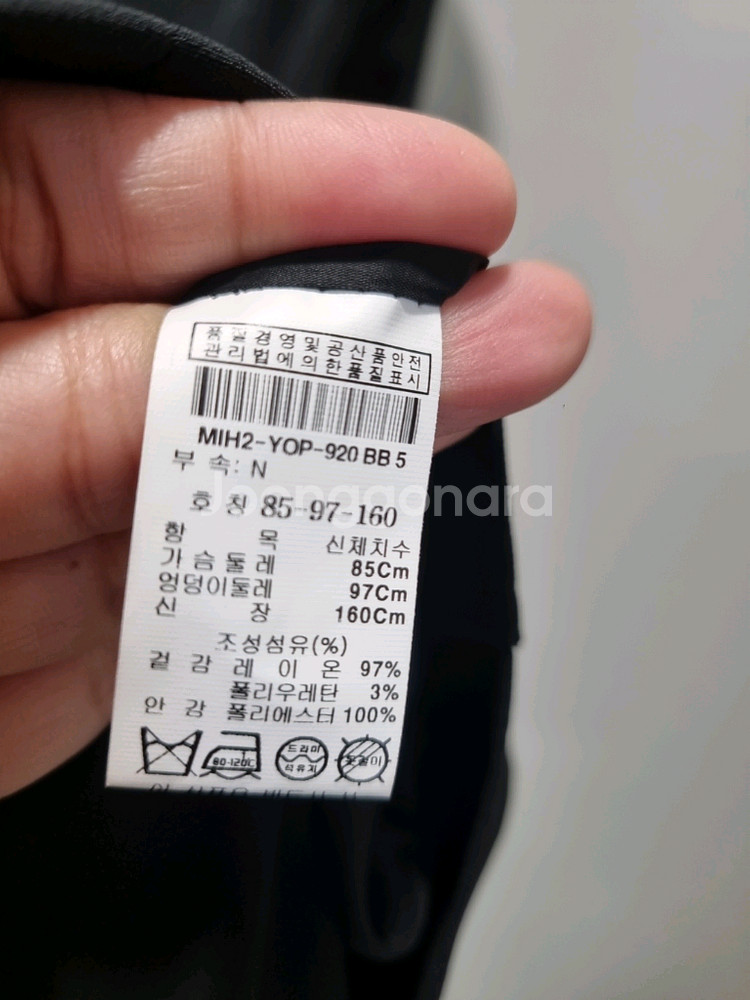 품질경영및공산품안전
관리법에의한품질표시
MIH2-YOP-920 BB 5
부 속: N
Joonggonara
호 칭 85-97-160
항 목 신체치수
가슴둘레 85Cm
엉덩이둘레 97Cm
신 장 160Cm
조성섬유(%)
겉 감 레 이 온 97%
폴리우레탄 3%
안 감 폴리에스터 100%
80-120℃ 드라이
석유지